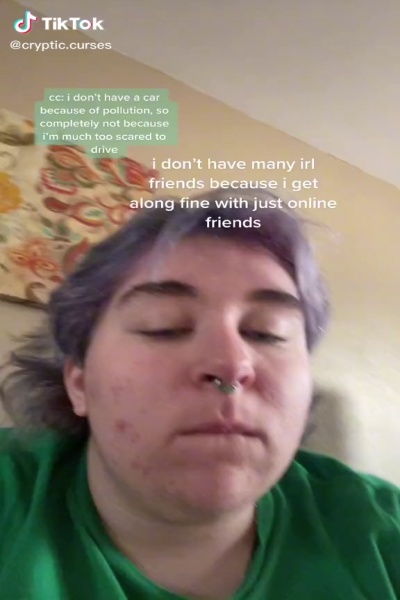 TikTok
@cryptic.curses
cc: i don't have a car
because of pollution, so
completely not because
i'm much too scared to
drive
i don't have many irl
friends because i get
along fine with just online
friends